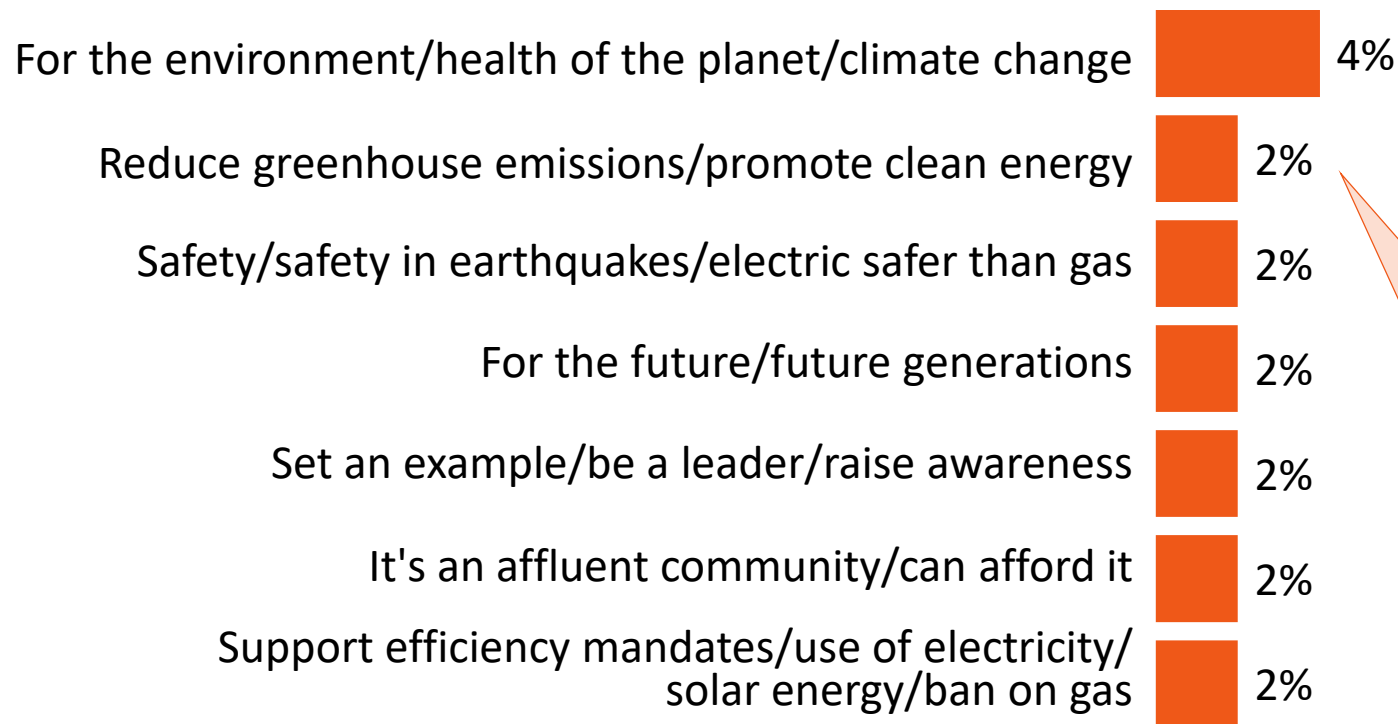 For the environment/health of the planet/climate change 4%
Reduce greenhouse emissions/promote clean energy 2%
Safety/safety in earthquakes/electric safer than gas 2%
For the future/future generations 2%
Set an example/be a leader/raise awareness 2%
It's an affluent community/can afford it 2%
Support efficiency mandates/use of electricity/
solar energy/ban on gas 2%